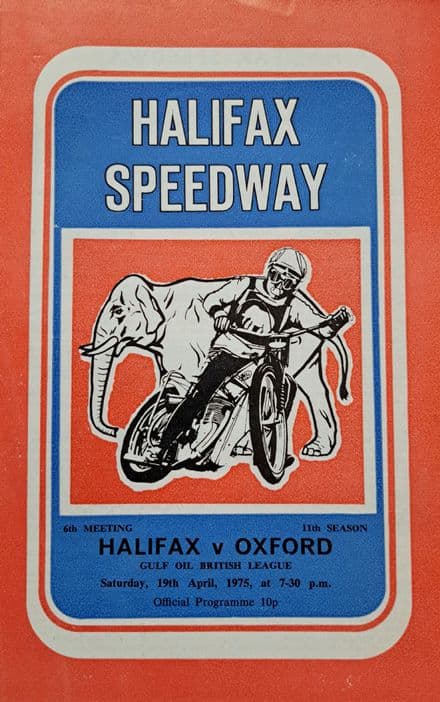 HALIFAX
SPEEDWAY
6th MEETING 11th SEASON
HALIFAX v OXFORD
GULF OIL BRITISH LEAGUE
Saturday, 19th April, 1975, at 7-30 p.m.
Official Programme 10p